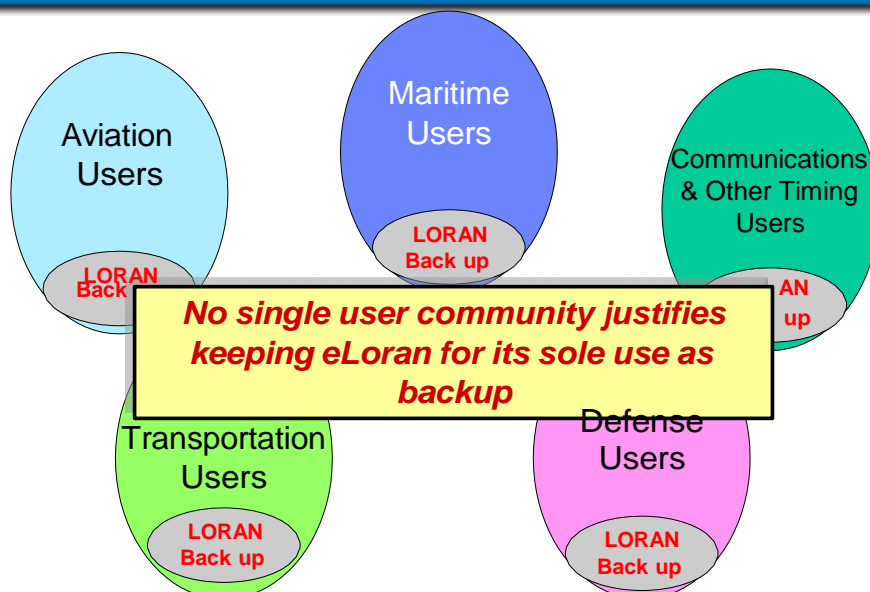 Maritime
Users
Aviation
Users
Communications
& Other Timing
Users
LORAN
Back up
LORAN
Back
AN
up
No single user community justifies
keeping eLoran for its sole use as
backup
Transportation
Users
Defense
Users
LORAN
Back up
LORAN
Back up